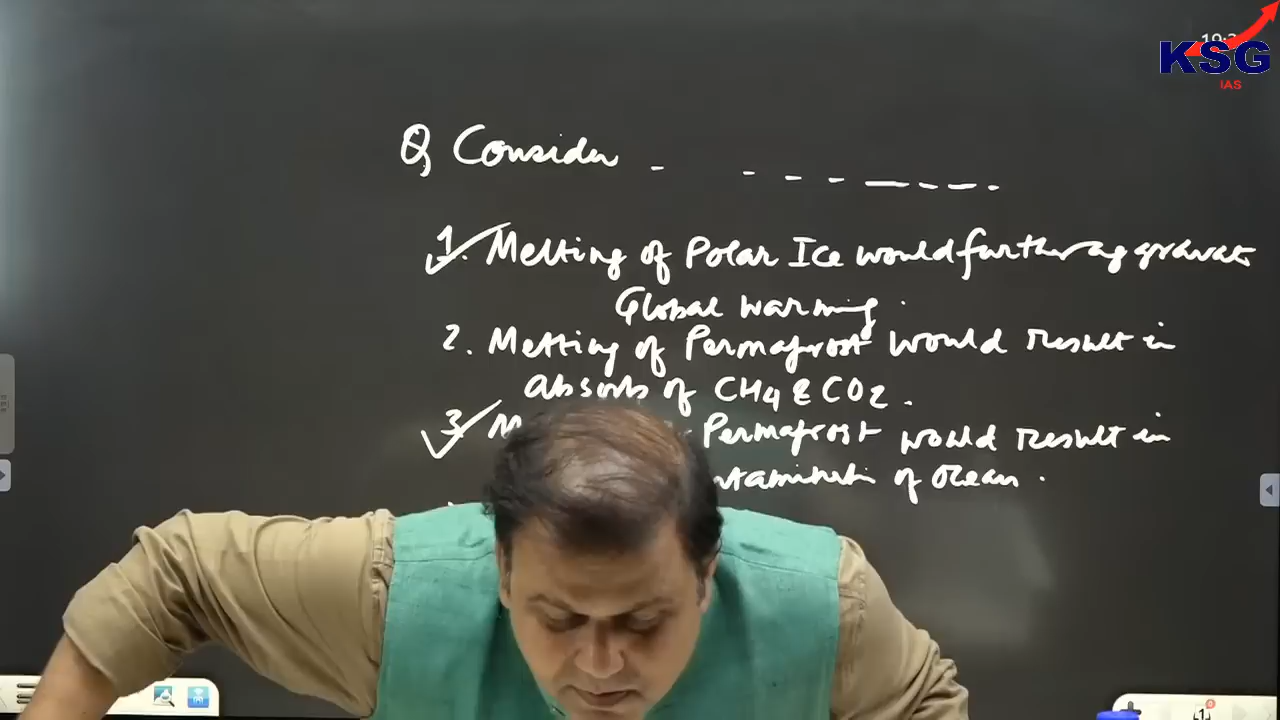 KSG
IAS
Q Consider - - - - — - - -
1. Melting of Polar Ice would further aggravate
Global warming.
2. Melting of Permafrost would result in
absorb of CH4 & CO2.
3. Permafrost would result in
of Ocean.